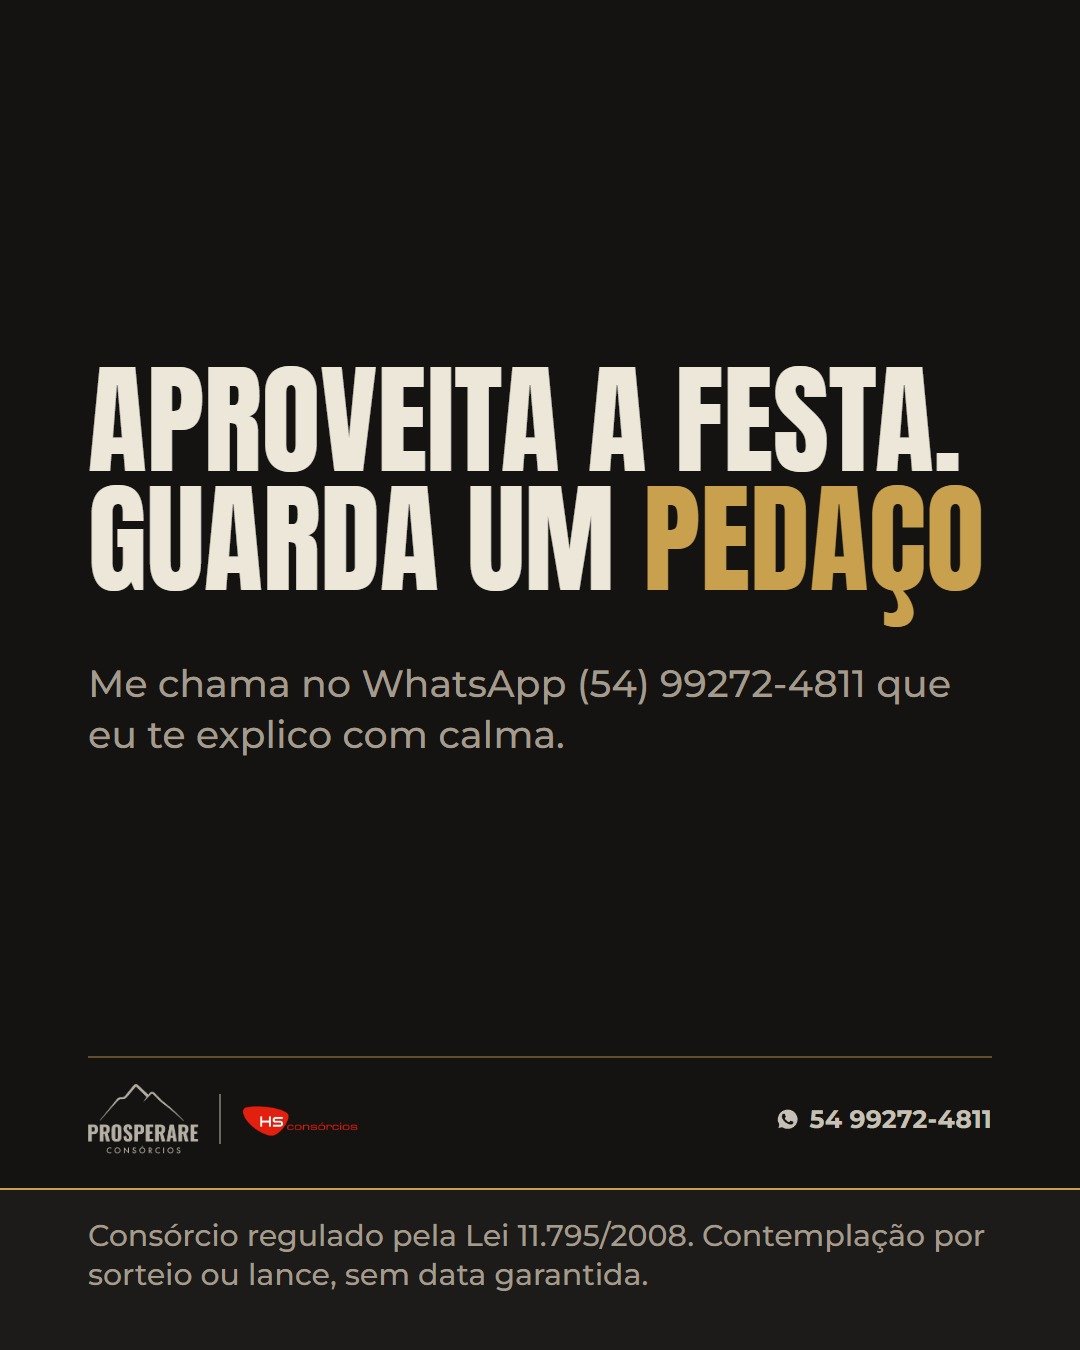 APROVEITA A FESTA.
GUARDA UM PEDAÇO
Me chama no WhatsApp (54) 99272-4811 que
eu te explico com calma.
PROSPERARE
CONSÓRCIOS
HS consórcios
54 99272-4811
Consórcio regulado pela Lei 11.795/2008. Contemplação por
sorteio ou lance, sem data garantida.